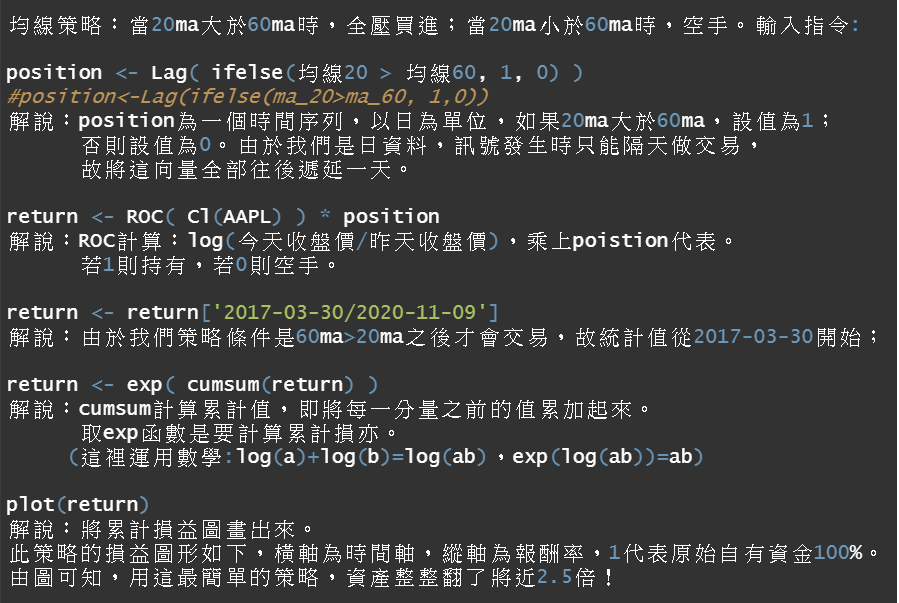 均線策略：當20ma大於60ma時，全壓買進；當20ma小於60ma時，空手。輸入指令:
position <- Lag( ifelse(均線20 > 均線60, 1, 0) )
#position<-Lag(ifelse(ma_20>ma_60, 1,0))
解說：position為一個時間序列，以日為單位，如果20ma大於60ma，設值為1；
否則設值為0。由於我們是日資料，訊號發生時只能隔天做交易，
故將這向量全部往後遞延一天。
return <- ROC( Cl(AAPL) ) * position
解說：ROC計算：log(今天收盤價/昨天收盤價)，乘上poistion代表。
若1則持有，若0則空手。
return <- return['2017-03-30/2020-11-09']
解說：由於我們策略條件是60ma>20ma之後才會交易，故統計值從2017-03-30開始；
return <- exp( cumsum(return) )
解說：cumsum計算累計值，即將每一分量之前的值累加起來。
取exp函數是要計算累計損亦。
(這裡運用數學:log(a)+log(b)=log(ab)，exp(log(ab))=ab)
plot(return)
解說：將累計損益圖畫出來。
此策略的損益圖形如下，橫軸為時間軸，縱軸為報酬率，1代表原始自有資金100%。
由圖可知，用這最簡單的策略，資產整整翻了將近2.5倍！